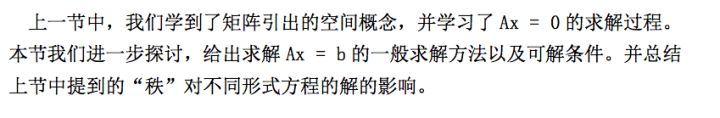 上一节中，我们学到了矩阵引出的空间概念，并学习了 Ax = 0 的求解过程。
本节我们进一步探讨，给出求解 Ax = b 的一般求解方法以及可解条件。并总结
上节中提到的“秩”对不同形式方程的解的影响。